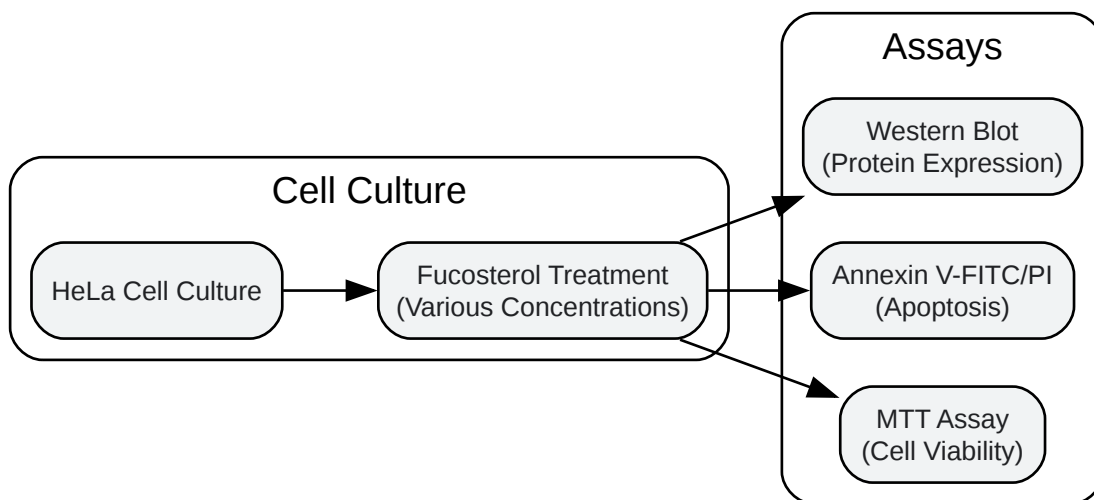 Cell Culture
HeLa Cell Culture
Fucosterol Treatment
(Various Concentrations)
Assays
Western Blot
(Protein Expression)
Annexin V-FITC/PI
(Apoptosis)
MTT Assay
(Cell Viability)